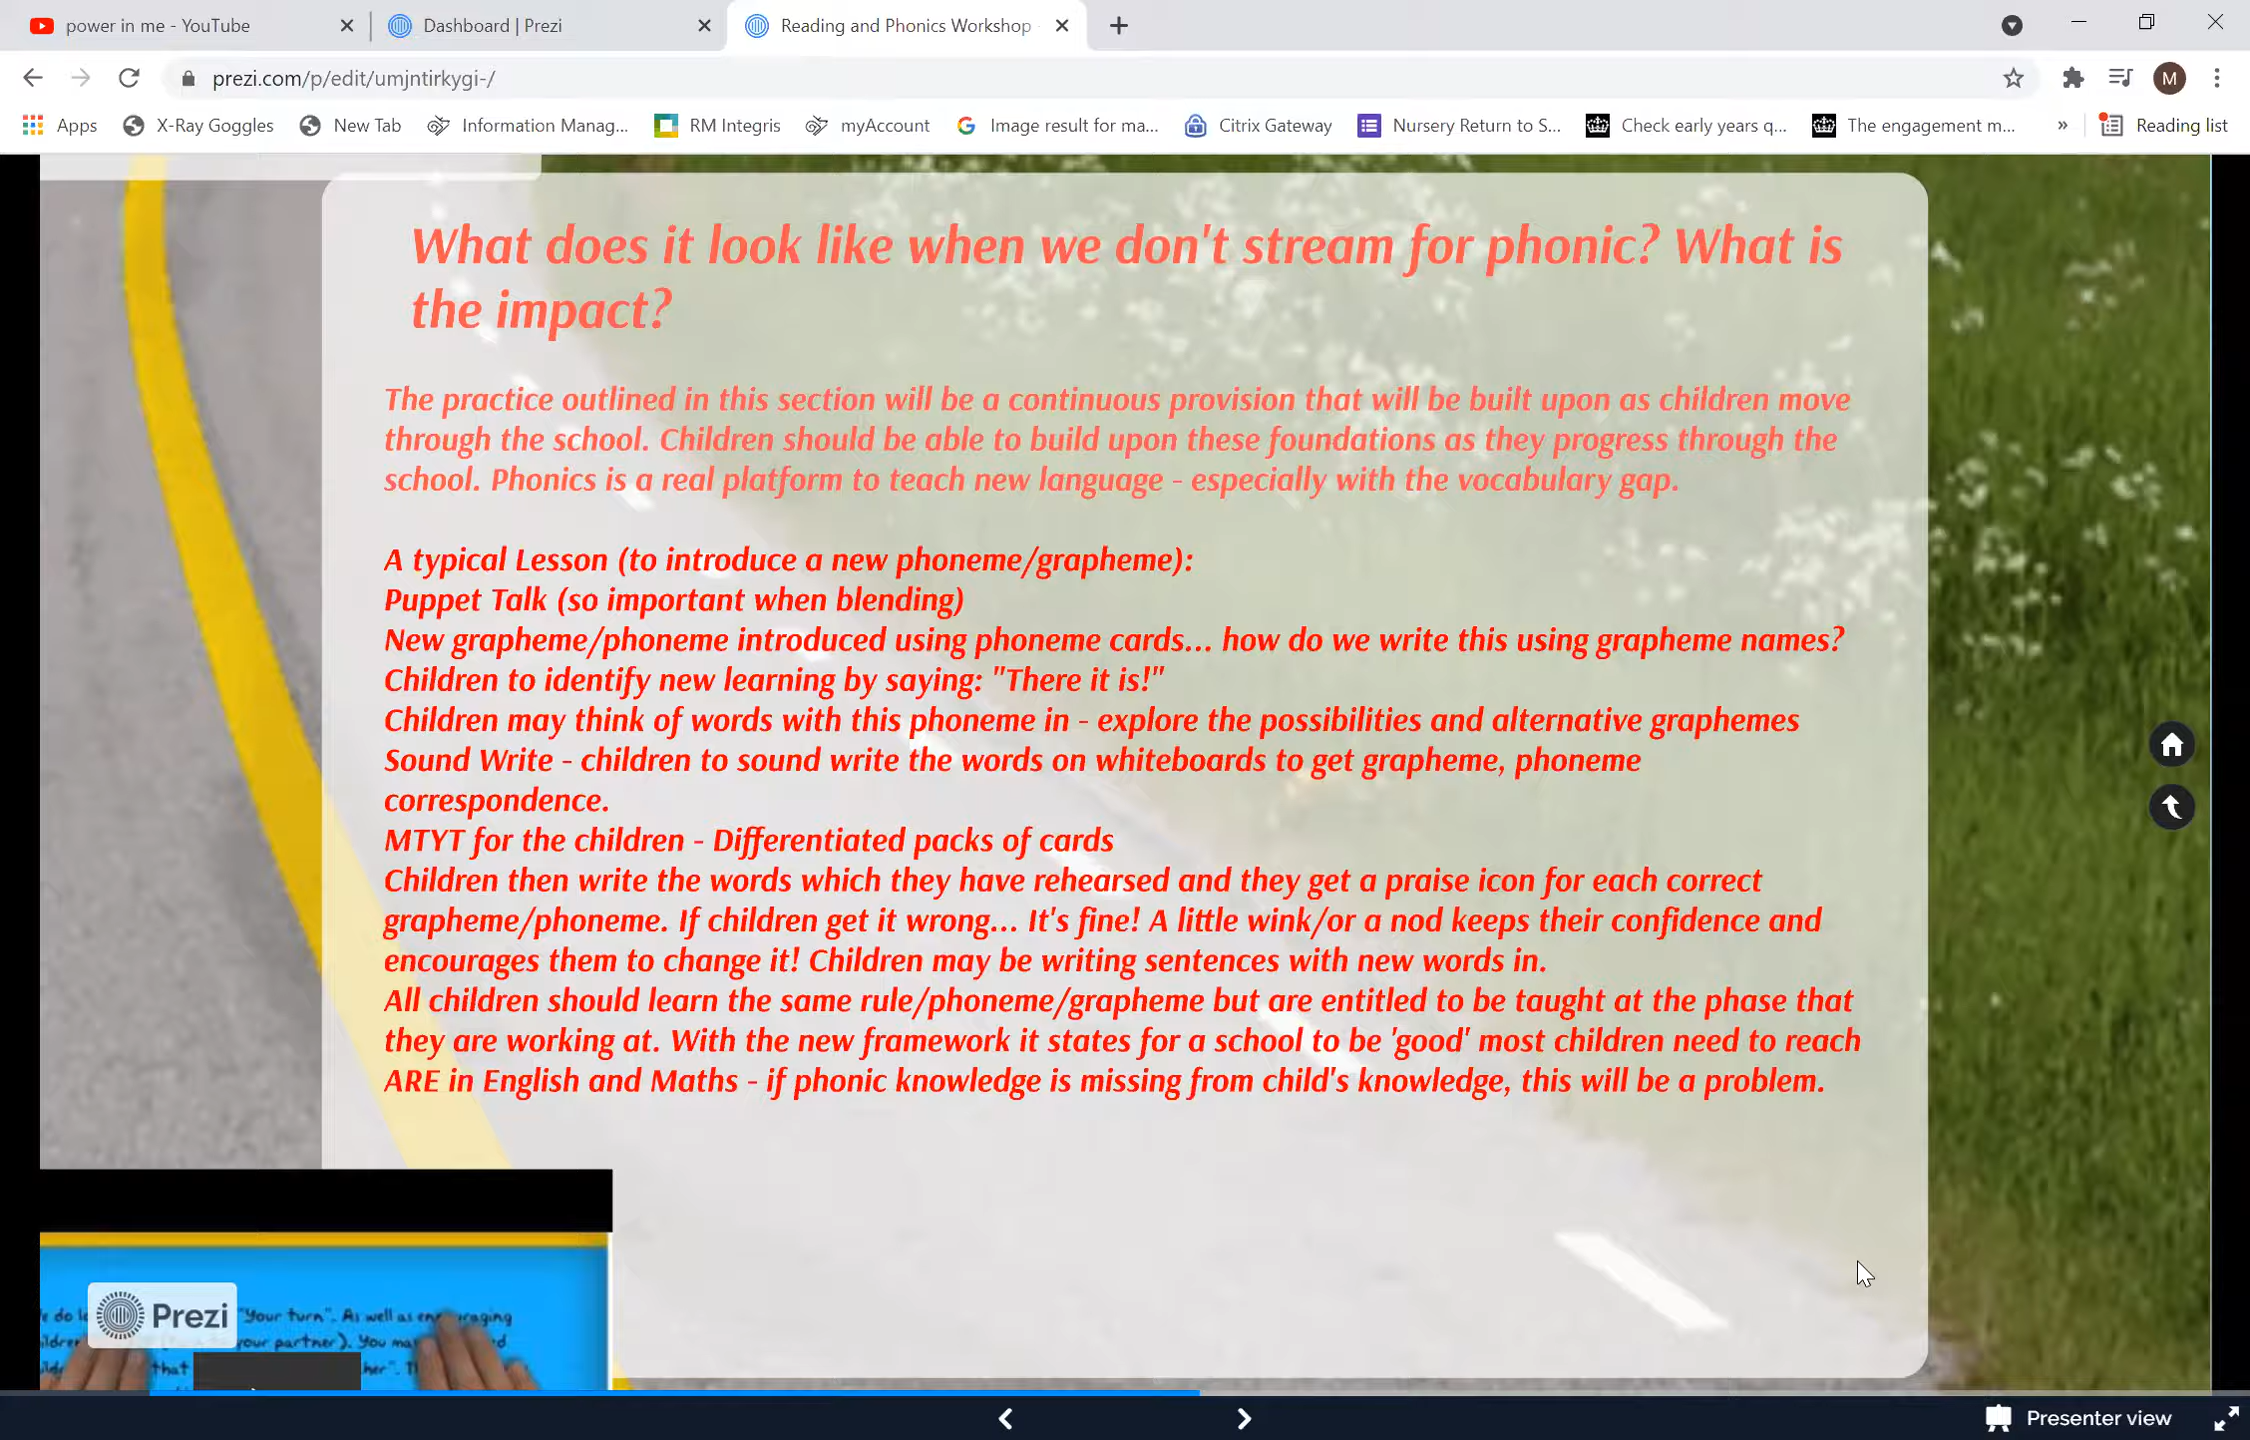 power in me - YouTube
Dashboard | Prezi
Reading and Phonics Workshop
prezi.com/p/edit/umjntirkygi-/
M
Apps
X-Ray Goggles
New Tab
Information Manag...
RM Integris
myAccount
Image result for ma...
Citrix Gateway
Nursery Return to S...
Check early years q...
The engagement m...
»
Reading list
What does it look like when we don't stream for phonic? What is
the impact?
The practice outlined in this section will be a continuous provision that will be built upon as children move
through the school. Children should be able to build upon these foundations as they progress through the
school. Phonics is a real platform to teach new language - especially with the vocabulary gap.
A typical Lesson (to introduce a new phoneme/grapheme):
Puppet Talk (so important when blending)
New grapheme/phoneme introduced using phoneme cards... how do we write this using grapheme names?
Children to identify new learning by saying: "There it is!"
Children may think of words with this phoneme in - explore the possibilities and alternative graphemes
Sound Write - children to sound write the words on whiteboards to get grapheme, phoneme
correspondence.
MTYT for the children - Differentiated packs of cards
Children then write the words which they have rehearsed and they get a praise icon for each correct
grapheme/phoneme. If children get it wrong... It's fine! A little wink/or a nod keeps their confidence and
encourages them to change it! Children may be writing sentences with new words in.
All children should learn the same rule/phoneme/grapheme but are entitled to be taught at the phase that
they are working at. With the new framework it states for a school to be 'good' most children need to reach
ARE in English and Maths - if phonic knowledge is missing from child's knowledge, this will be a problem.
Prezi
do "Your turn". As well as
your partner). You
that
Presenter view